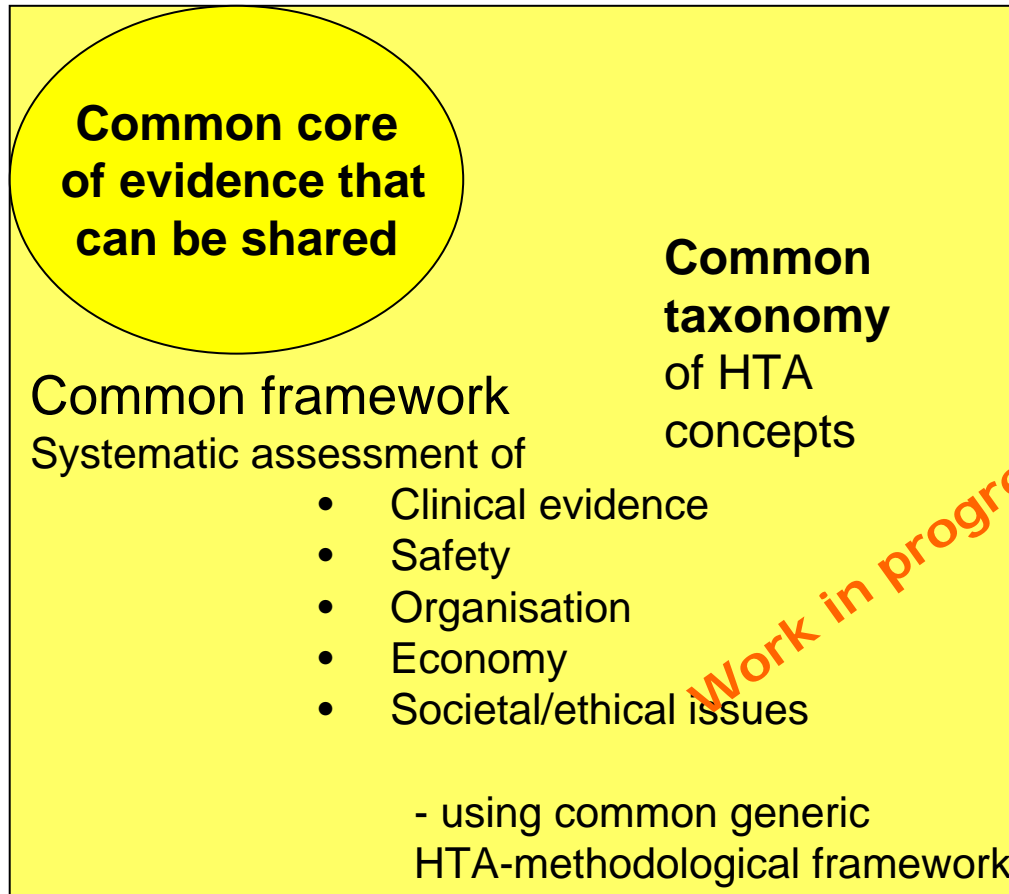 Common core
of evidence that
can be shared
Common
taxonomy
of HTA
concepts
Common framework
Systematic assessment of
• Clinical evidence
• Safety
• Organisation
• Economy
• Societal/ethical issues
Work in progre
- using common generic
HTA-methodological framework